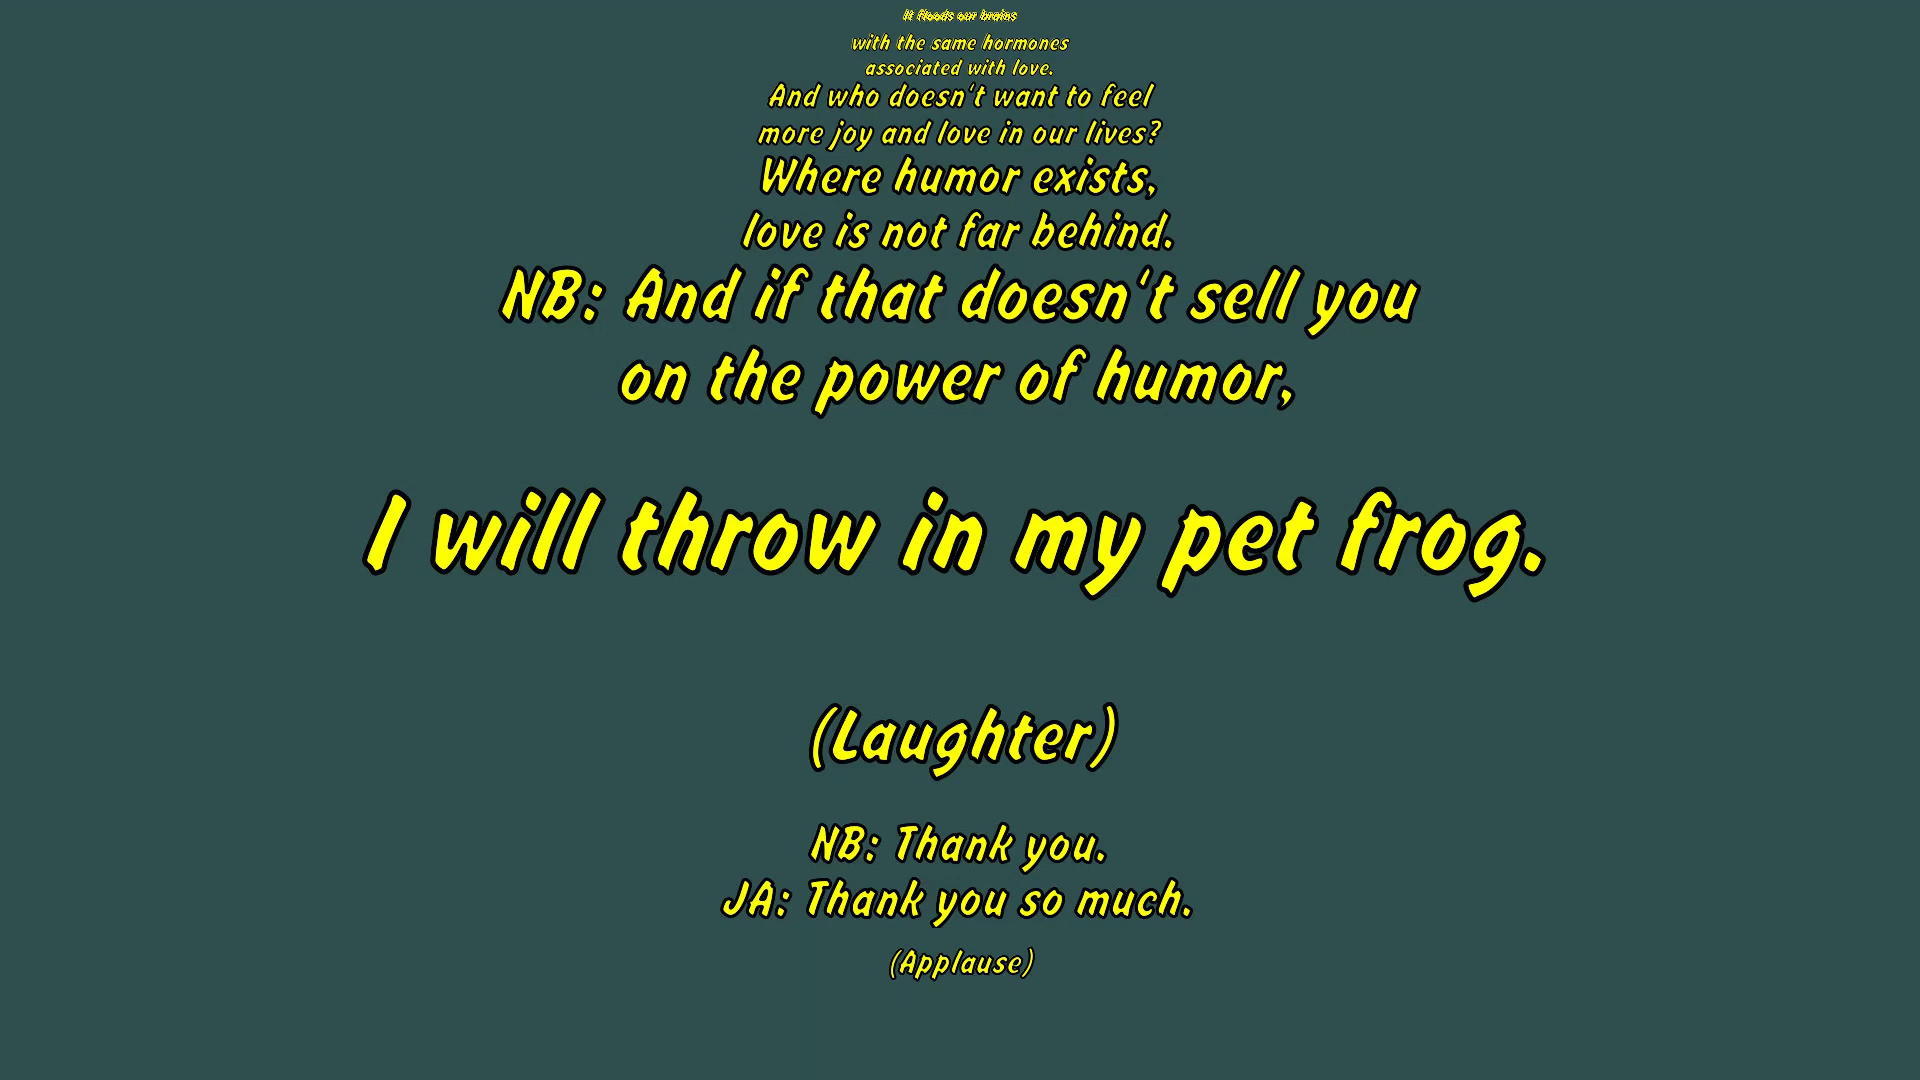 It floods our brains
with the same hormones
associated with love.
And who doesn't want to feel
more joy and love in our lives?
Where humor exists,
love is not far behind.
NB: And if that doesn't sell you
on the power of humor,
I will throw in my pet frog.
(Laughter)
NB: Thank you.
JA: Thank you so much.
(Applause)